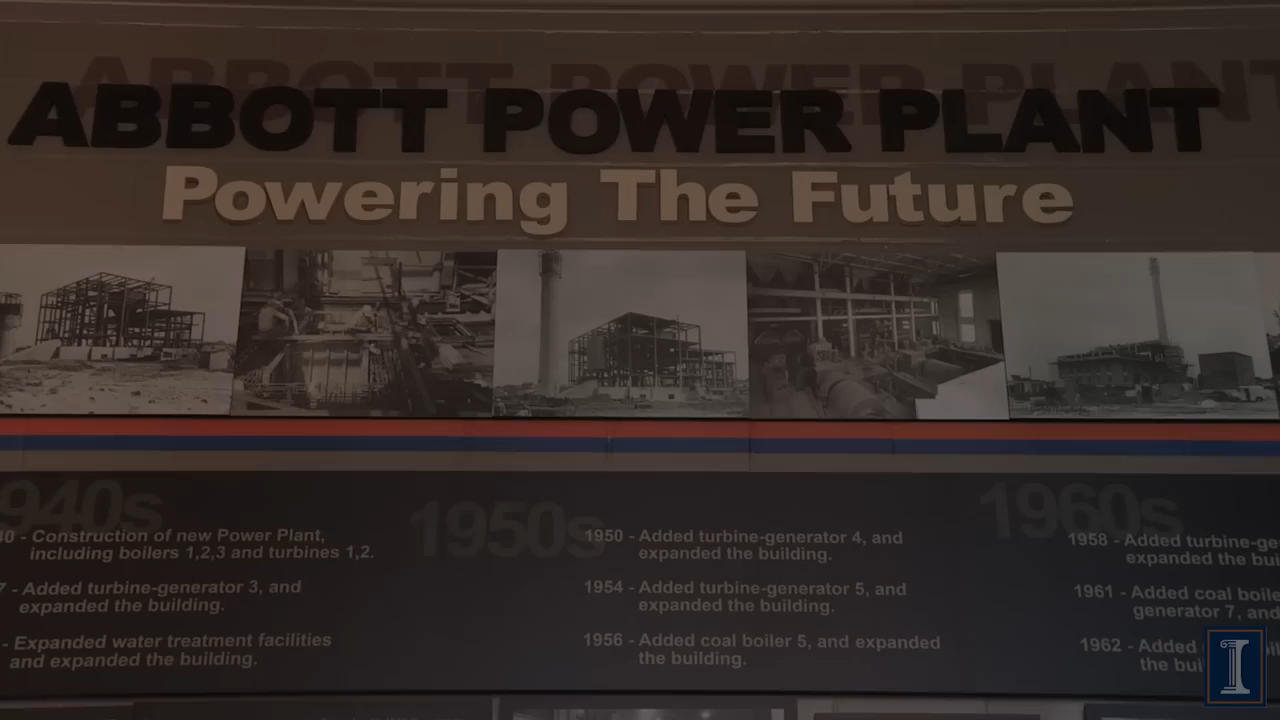 ABBOTT POWER PLANT
Powering The Future
940s
40 - Construction of new Power Plant,
including boilers 1,2,3 and turbines 1,2.
7 - Added turbine-generator 3, and
expanded the building.
- Expanded water treatment facilities
and expanded the building.
1950s
1950 - Added turbine-generator 4, and
expanded the building.
1954 - Added turbine-generator 5, and
expanded the building.
1956 - Added coal boiler 5, and expanded
the building.
1960s
1958 - Added turbine-ge
expanded the bui
1961 - Added coal boile
generator 7, and
1962 - Added
the bui